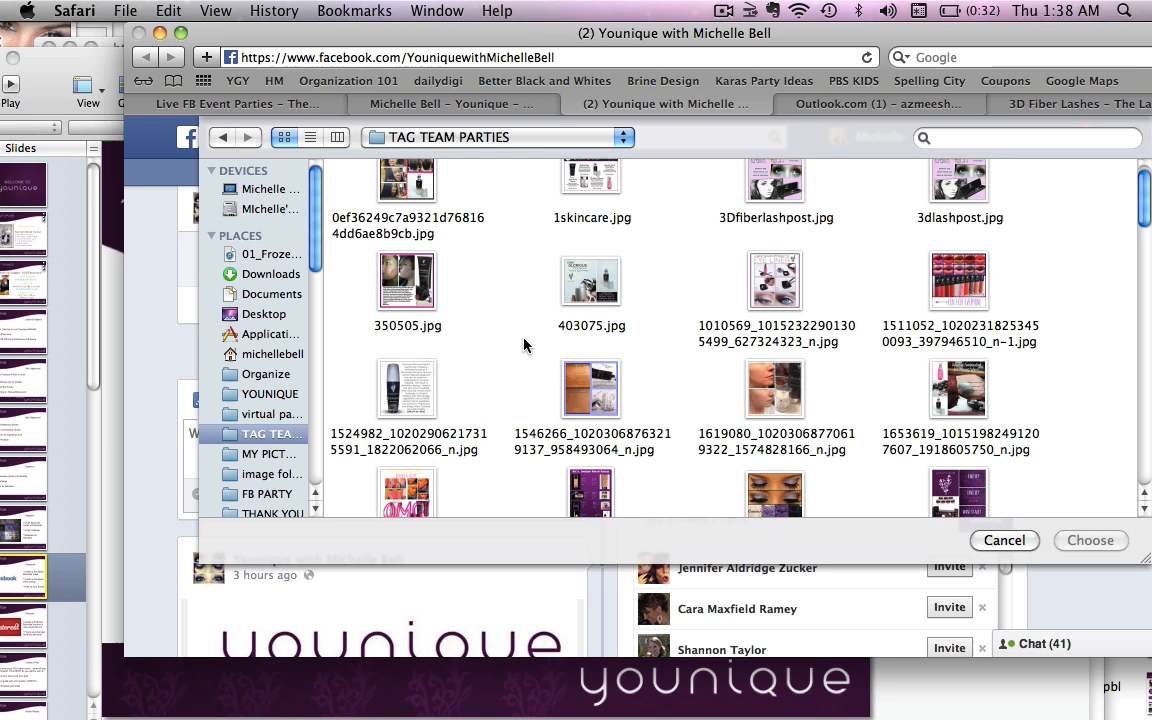 Safari File Edit View History Bookmarks Window Help (0:32) Thu 1:38 AM
(2) Younique with Michelle Bell
https://www.facebook.com/YouniquewithMichelleBell Google
YGY HM Organization 101 dailydigi Better Black and Whites Brine Design Karas Party Ideas PBS KIDS Spelling City Coupons Google Maps
Live FB Event Parties – The... Michelle Bell – Younique – ... (2) Younique with Michelle ... Outlook.com (1) – azmeesh... 3D Fiber Lashes – The La
Play
View
Slides
TAG TEAM PARTIES
DEVICES
Michelle ...
MIchelle'...
PLACES
01_Froze...
Downloads
Documents
Desktop
Applicati...
michellebell
Organize
YOUNIQUE
virtual pa...
TAG TEA...
MY PICT...
image fol...
FB PARTY
THANK YOU
0ef36249c7a9321d76816
4dd6ae8b9cb.jpg
1skincare.jpg
3Dfiberlashpost.jpg
3dlashpost.jpg
350505.jpg
403075.jpg
1010569_1015232290130
5499_627324323_n.jpg
1511052_1020231825345
0093_397946510_n-1.jpg
1524982_1020290621731
5591_1822062066_n.jpg
1546266_1020306876321
9137_958493064_n.jpg
1619080_1020306877061
9322_1574828166_n.jpg
1653619_1015198249120
7607_1918605750_n.jpg
OMG
Cancel Choose
Younique with Michelle Bell
3 hours ago
younique
Jennifer Aldridge Zucker Invite
Cara Maxfield Ramey Invite
Shannon Taylor Invite
Chat (41)
younique
pbl